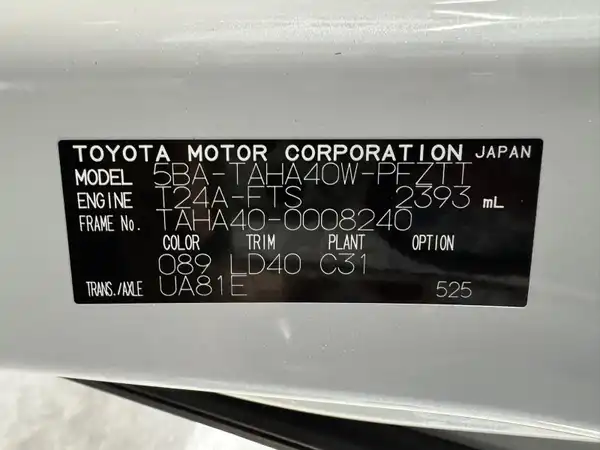 TOYOTA MOTOR CORPORATION JAPAN
MODEL 5BA-TAHA40W-PFZTT
ENGINE T24A-FTS 2393 mL
FRAME No. TAHA40-0008240
COLOR TRIM PLANT OPTION
089 LD40 C31
TRANS./AXLE UA81E 525